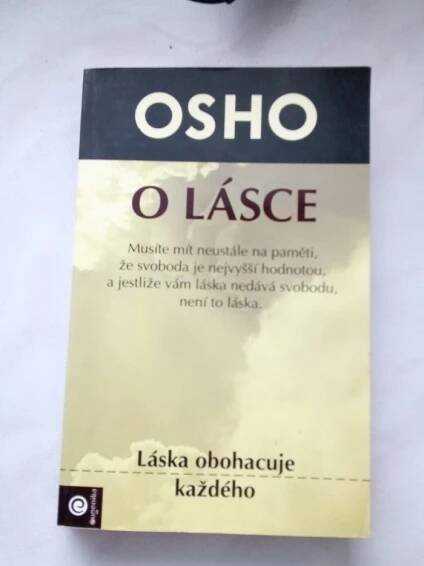 OSHO
O LÁSCE
Musíte mít neustále na paměti,
že svoboda je nejvyšší hodnotou,
a jestliže vám láska nedává svobodu,
není to láska.
Láska obohacuje
každého
eugenika